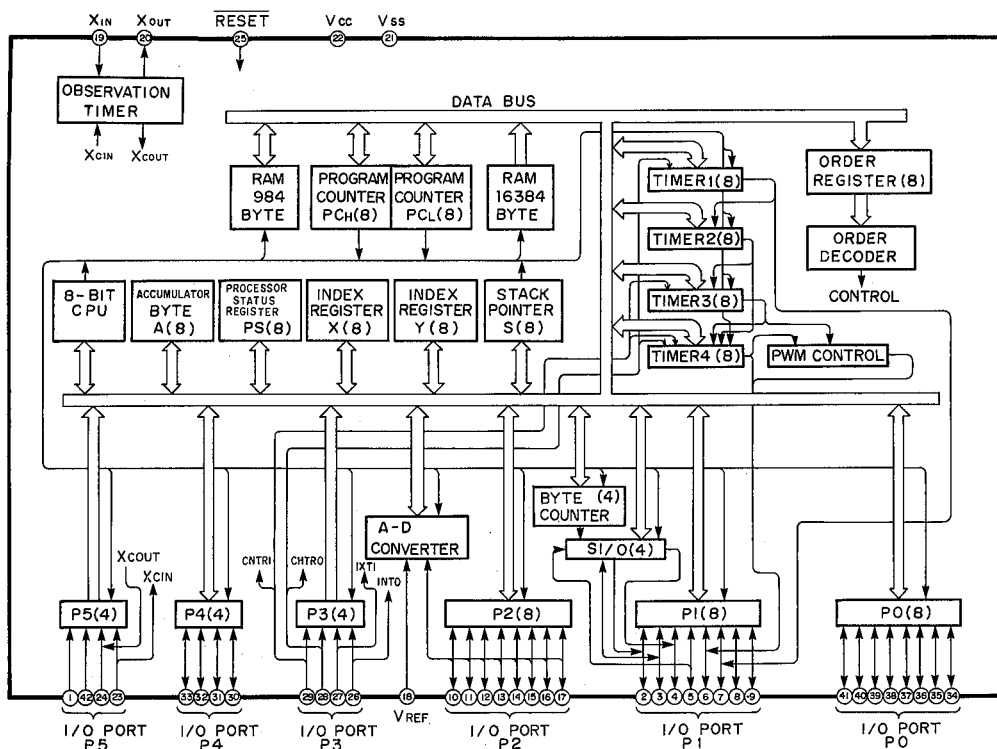 XIN XOUT RESET VCC VSS
19 20 25 22 21
OBSERVATION
TIMER
XCIN XCOUT
DATA BUS
RAM
984
BYTE
PROGRAM
COUNTER
PCH(8)
PROGRAM
COUNTER
PCL(8)
RAM
16384
BYTE
TIMER1(8)
TIMER2(8)
TIMER3(8)
TIMER4(8)
PWM CONTROL
ORDER
REGISTER(8)
ORDER
DECODER
CONTROL
8-BIT
CPU
ACCUMULATOR
BYTE
A(8)
PROCESSOR
STATUS
REGISTER
PS(8)
INDEX
REGISTER
X(8)
INDEX
REGISTER
Y(8)
STACK
POINTER
S(8)
BYTE (4)
COUNTER
SI/O(4)
A-D
CONVERTER
XCOUT
XCIN
CNTRI
CHTRO
IXTI
INTO
P5(4)
P4(4)
P3(4)
P2(8)
P1(8)
P0(8)
1 42 24 23
33 32 31 30
29 28 27 26
18
10 11 12 13 14 15 16 17
2 3 4 5 6 7 8 9
41 40 39 38 37 36 35 34
I/O PORT
P5
I/O PORT
P4
I/O PORT
P3
VREF.
I/O PORT
P2
I/O PORT
P1
I/O PORT
P0